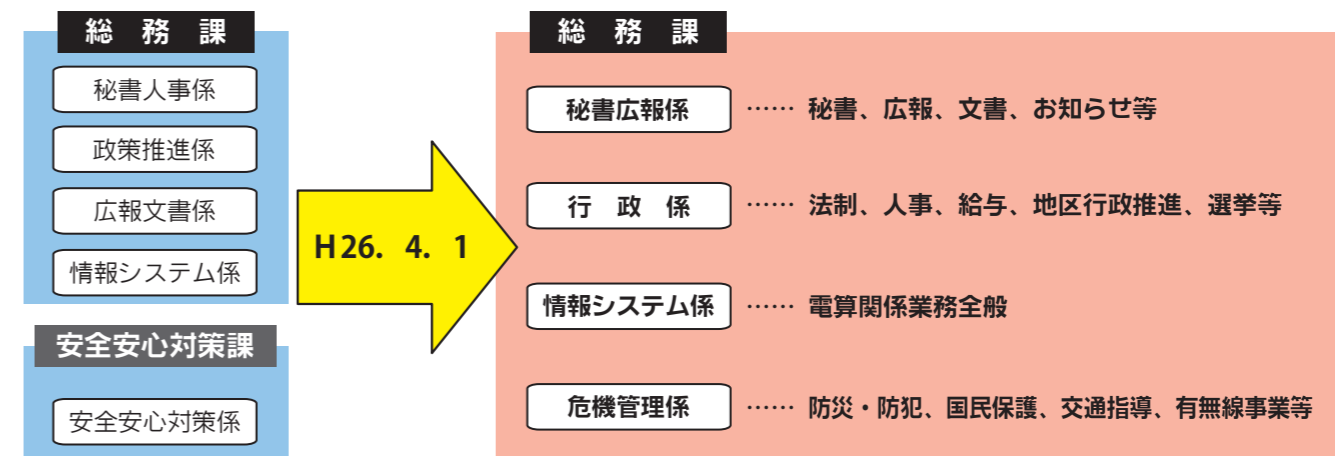 総　務　課
秘書人事係
政策推進係
広報文書係
情報システム係
安全安心対策課
安全安心対策係
H26．4．1
総　務　課
秘書広報係 …… 秘書、広報、文書、お知らせ等
行　政　係 …… 法制、人事、給与、地区行政推進、選挙等
情報システム係 …… 電算関係業務全般
危機管理係 …… 防災・防犯、国民保護、交通指導、有無線事業等